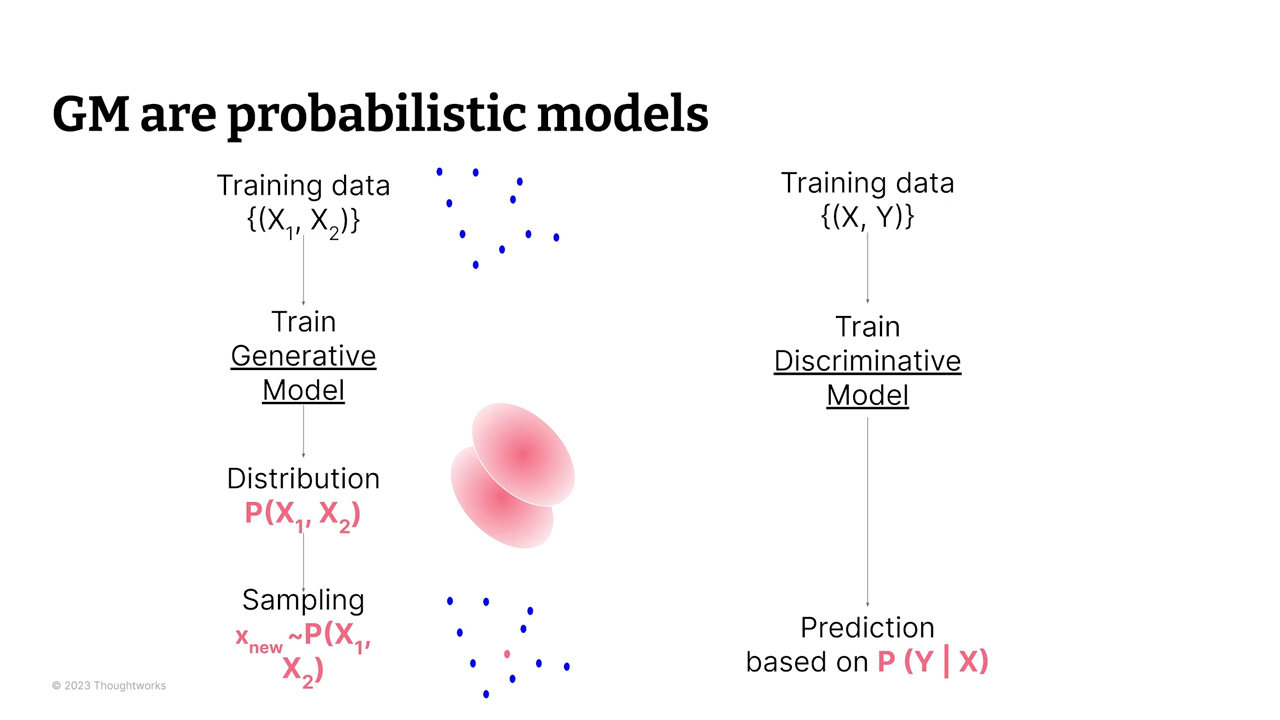 GM are probabilistic models
Training data
{(X1, X2)}
Train
Generative
Model
Distribution
P(X1, X2)
Sampling
xnew ~P(X1,
X2)
Training data
{(X, Y)}
Train
Discriminative
Model
Prediction
based on P (Y | X)
© 2023 Thoughtworks